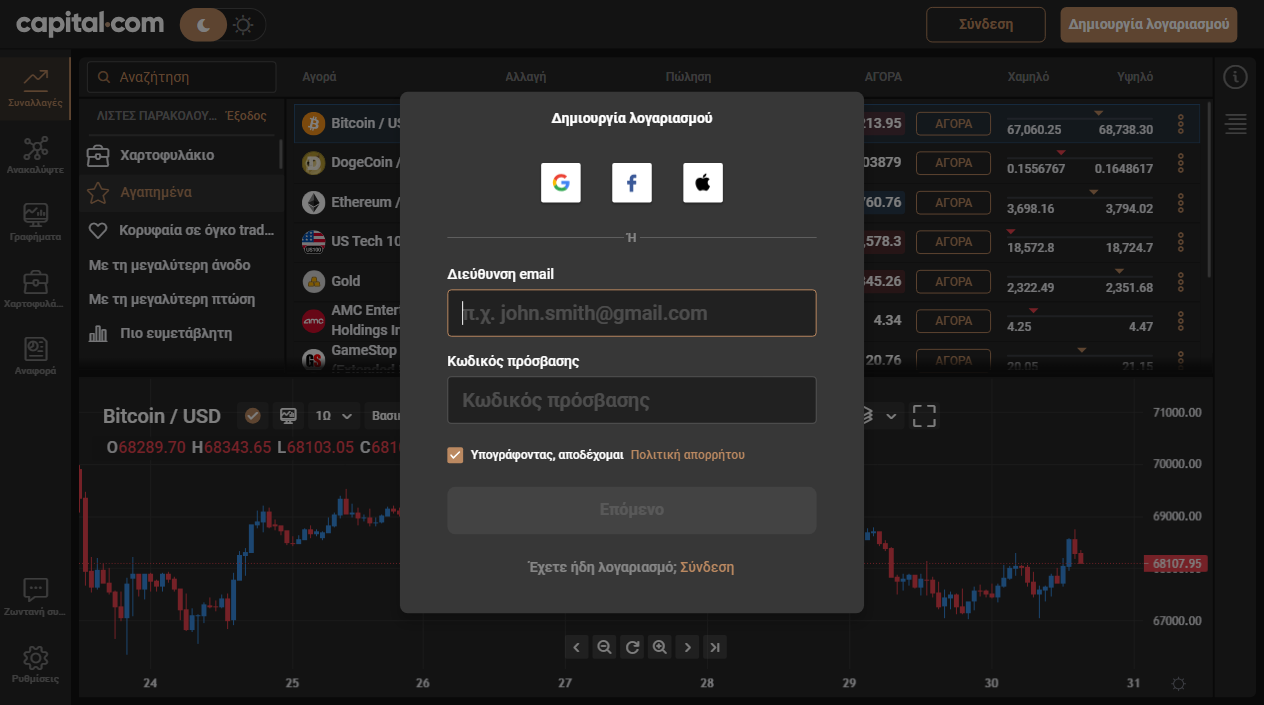 capital.com
Σύνδεση
Δημιουργία λογαριασμού
Συναλλαγές
Ανακαλύψτε
Γραφήματα
Χαρτοφυλά...
Αναφορά
Ζωντανή συ...
Ρυθμίσεις
Αναζήτηση
ΛΙΣΤΕΣ ΠΑΡΑΚΟΛΟΥ... Έξοδος
Χαρτοφυλάκιο
Αγαπημένα
Κορυφαία σε όγκο trad...
Με τη μεγαλύτερη άνοδο
Με τη μεγαλύτερη πτώση
Πιο ευμετάβλητη
Αγορά Αλλαγή Πώληση ΑΓΟΡΑ Χαμηλό Υψηλό
Bitcoin / US 213.95 ΑΓΟΡΑ 67,060.25 68,738.30
DogeCoin / 03879 ΑΓΟΡΑ 0.1556767 0.1648617
Ethereum / 760.76 ΑΓΟΡΑ 3,698.16 3,794.02
US Tech 10 ,578.3 ΑΓΟΡΑ 18,572.8 18,724.7
Gold 345.26 ΑΓΟΡΑ 2,322.49 2,351.68
AMC Enter
Holdings In 4.34 ΑΓΟΡΑ 4.25 4.47
GameStop 20.76 ΑΓΟΡΑ 20.05 21.15
(Extended
Δημιουργία λογαριασμού
Ή
Διεύθυνση email
π.χ. john.smith@gmail.com
Κωδικός πρόσβασης
Κωδικός πρόσβασης
Υπογράφοντας, αποδέχομαι Πολιτική απορρήτου
Επόμενο
Έχετε ήδη λογαριασμό; Σύνδεση
Bitcoin / USD 1Ω Βασι
O68289.70 H68343.65 L68103.05 C6810
71000.00
70000.00
69000.00
68107.95
67000.00
24 25 26 27 28 29 30 31